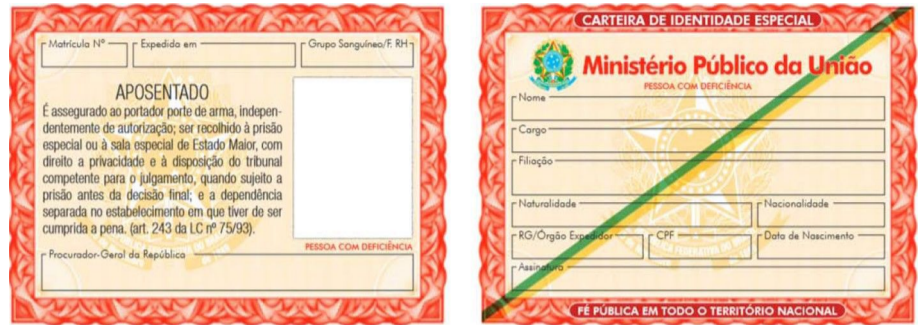 Matrícula Nº
Expedida em
Grupo Sanguíneo/F. RH
APOSENTADO
É assegurado ao portador porte de arma, indepen-
dentemente de autorização; ser recolhido à prisão
especial ou à sala especial de Estado Maior, com
direito a privacidade e à disposição do tribunal
competente para o julgamento, quando sujeito a
prisão antes da decisão final; e a dependência
separada no estabelecimento em que tiver de ser
cumprida a pena. (art. 243 da LC nº 75/93).
PESSOA COM DEFICIÊNCIA
Procurador-Geral da República
CARTEIRA DE IDENTIDADE ESPECIAL
Ministério Público da União
PESSOA COM DEFICIÊNCIA
Nome
Cargo
Filiação
Naturalidade
Nacionalidade
RG/Órgão Expedidor
CPF
Data de Nascimento
Assinatura
FÉ PÚBLICA EM TODO O TERRITÓRIO NACIONAL